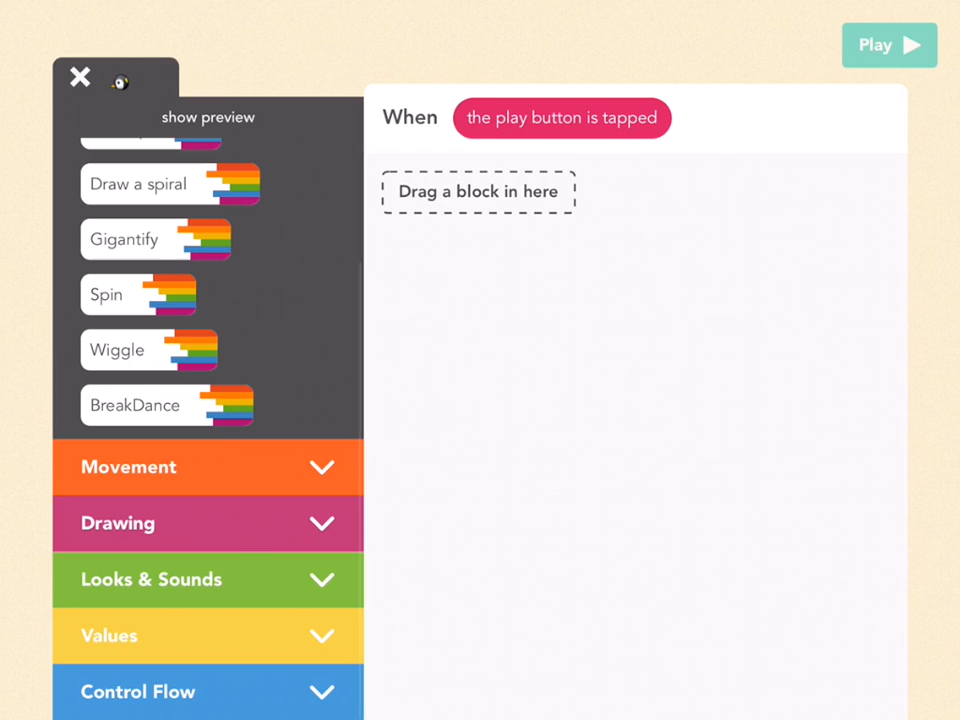 Play
show preview
When the play button is tapped
Draw a spiral
Drag a block in here
Gigantify
Spin
Wiggle
BreakDance
Movement
Drawing
Looks & Sounds
Values
Control Flow